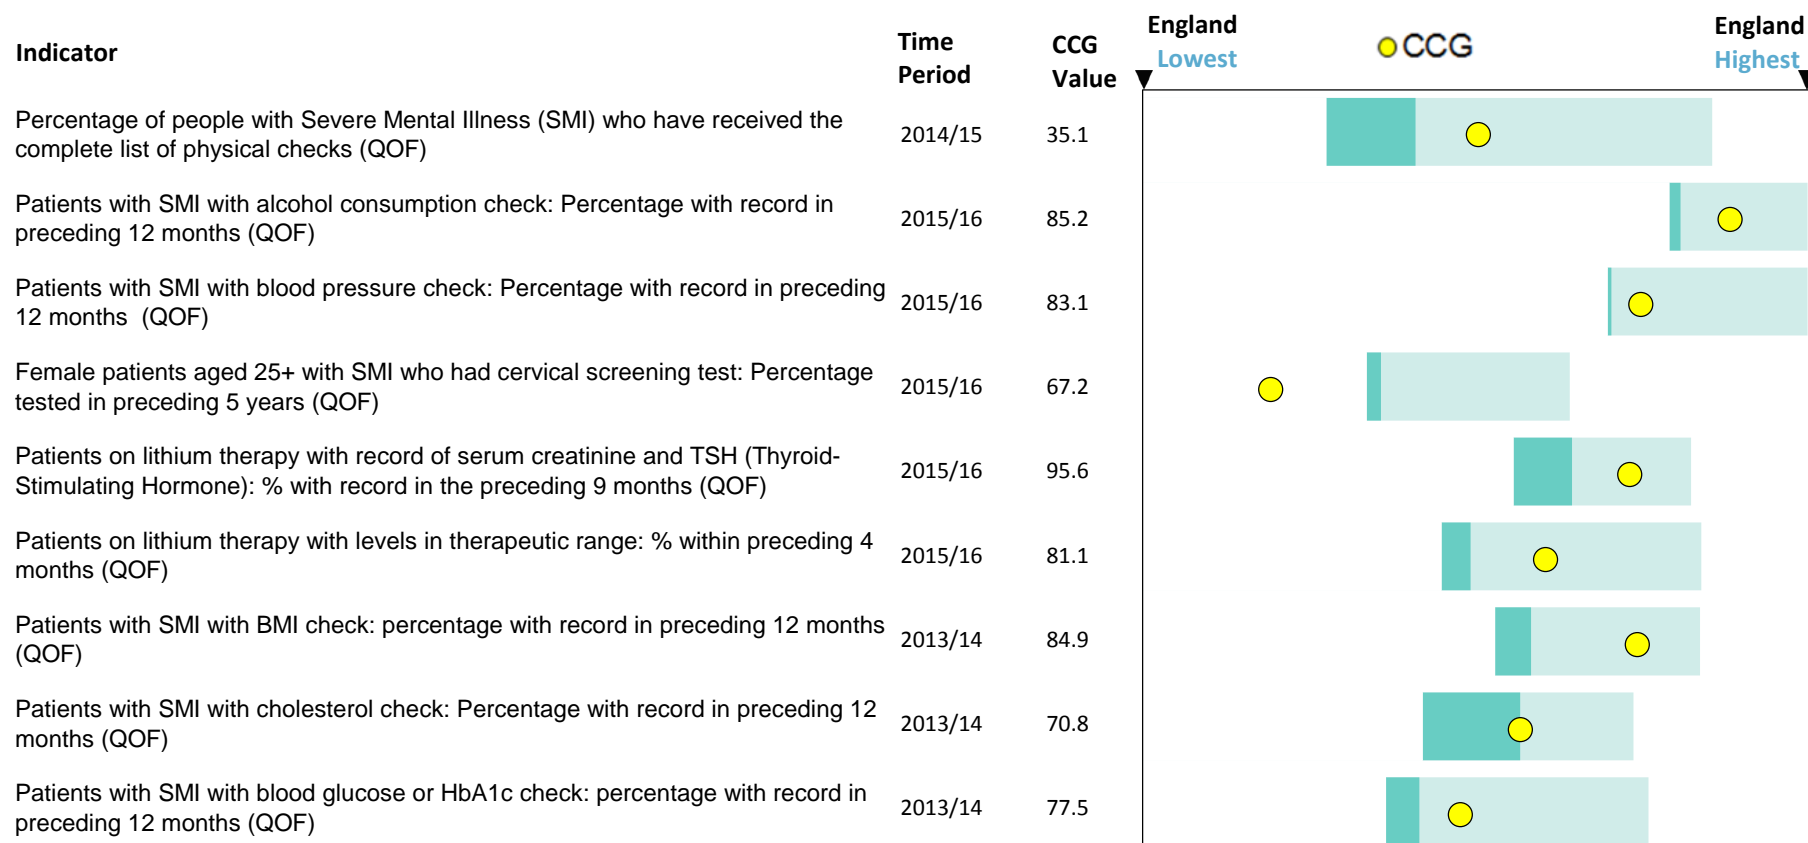 Indicator
Time
Period
CCG
Value
England
Lowest
CCG
England
Highest
Percentage of people with Severe Mental Illness (SMI) who have received the
complete list of physical checks (QOF)
2014/15
35.1
Patients with SMI with alcohol consumption check: Percentage with record in
preceding 12 months (QOF)
2015/16
85.2
Patients with SMI with blood pressure check: Percentage with record in preceding
12 months  (QOF)
2015/16
83.1
Female patients aged 25+ with SMI who had cervical screening test: Percentage
tested in preceding 5 years (QOF)
2015/16
67.2
Patients on lithium therapy with record of serum creatinine and TSH (Thyroid-
Stimulating Hormone): % with record in the preceding 9 months (QOF)
2015/16
95.6
Patients on lithium therapy with levels in therapeutic range: % within preceding 4
months (QOF)
2015/16
81.1
Patients with SMI with BMI check: percentage with record in preceding 12 months
(QOF)
2013/14
84.9
Patients with SMI with cholesterol check: Percentage with record in preceding 12
months (QOF)
2013/14
70.8
Patients with SMI with blood glucose or HbA1c check: percentage with record in
preceding 12 months (QOF)
2013/14
77.5